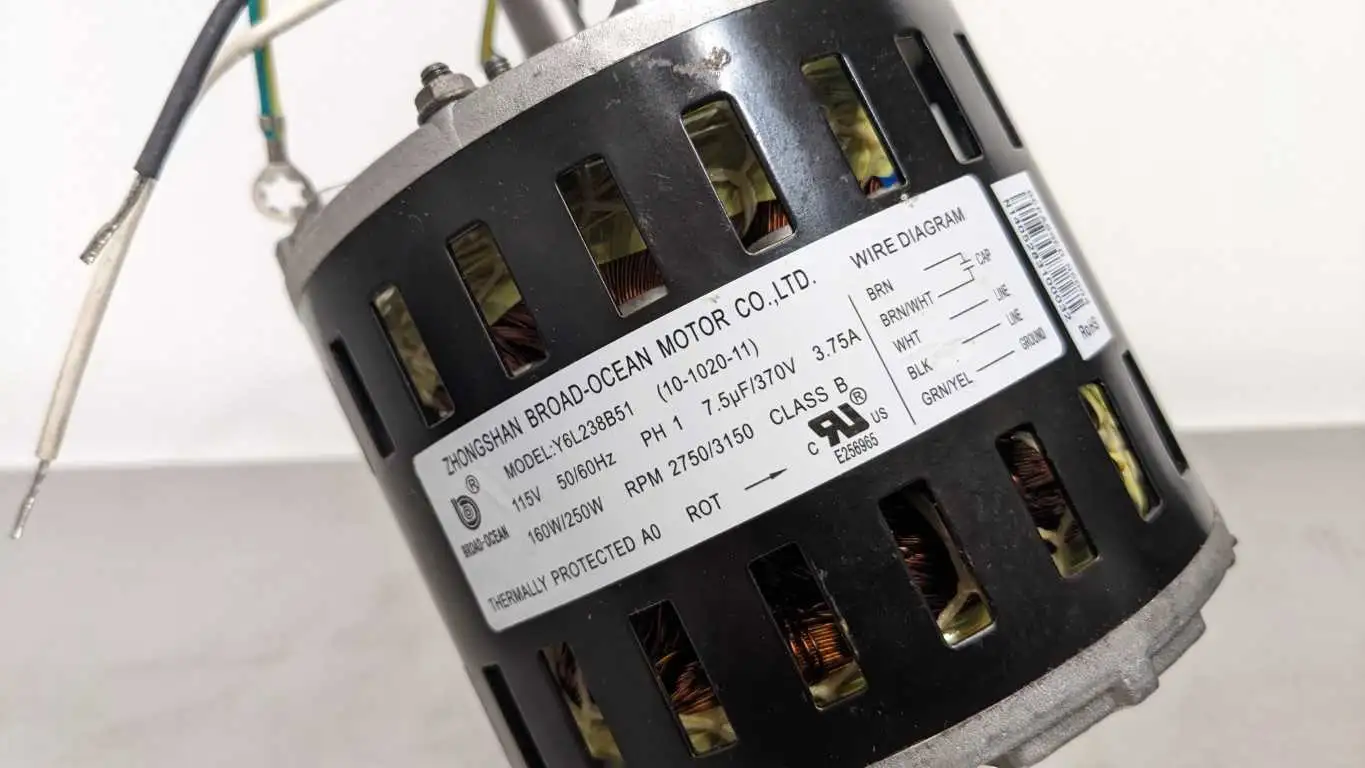 ZHONGSHAN BROAD-OCEAN MOTOR CO.,LTD.
MODEL:Y6L238B51 (10-1020-11)
115V 50/60Hz PH 1 7.5μF/370V 3.75A
160W/250W RPM 2750/3150 CLASS B
THERMALLY PROTECTED A0 ROT
® BROAD-OCEAN
C ® US
E256965
WIRE DIAGRAM
BRN CAP
BRN/WHT
WHT LINE
BLK LINE
GRN/YEL GROUND
RoHS